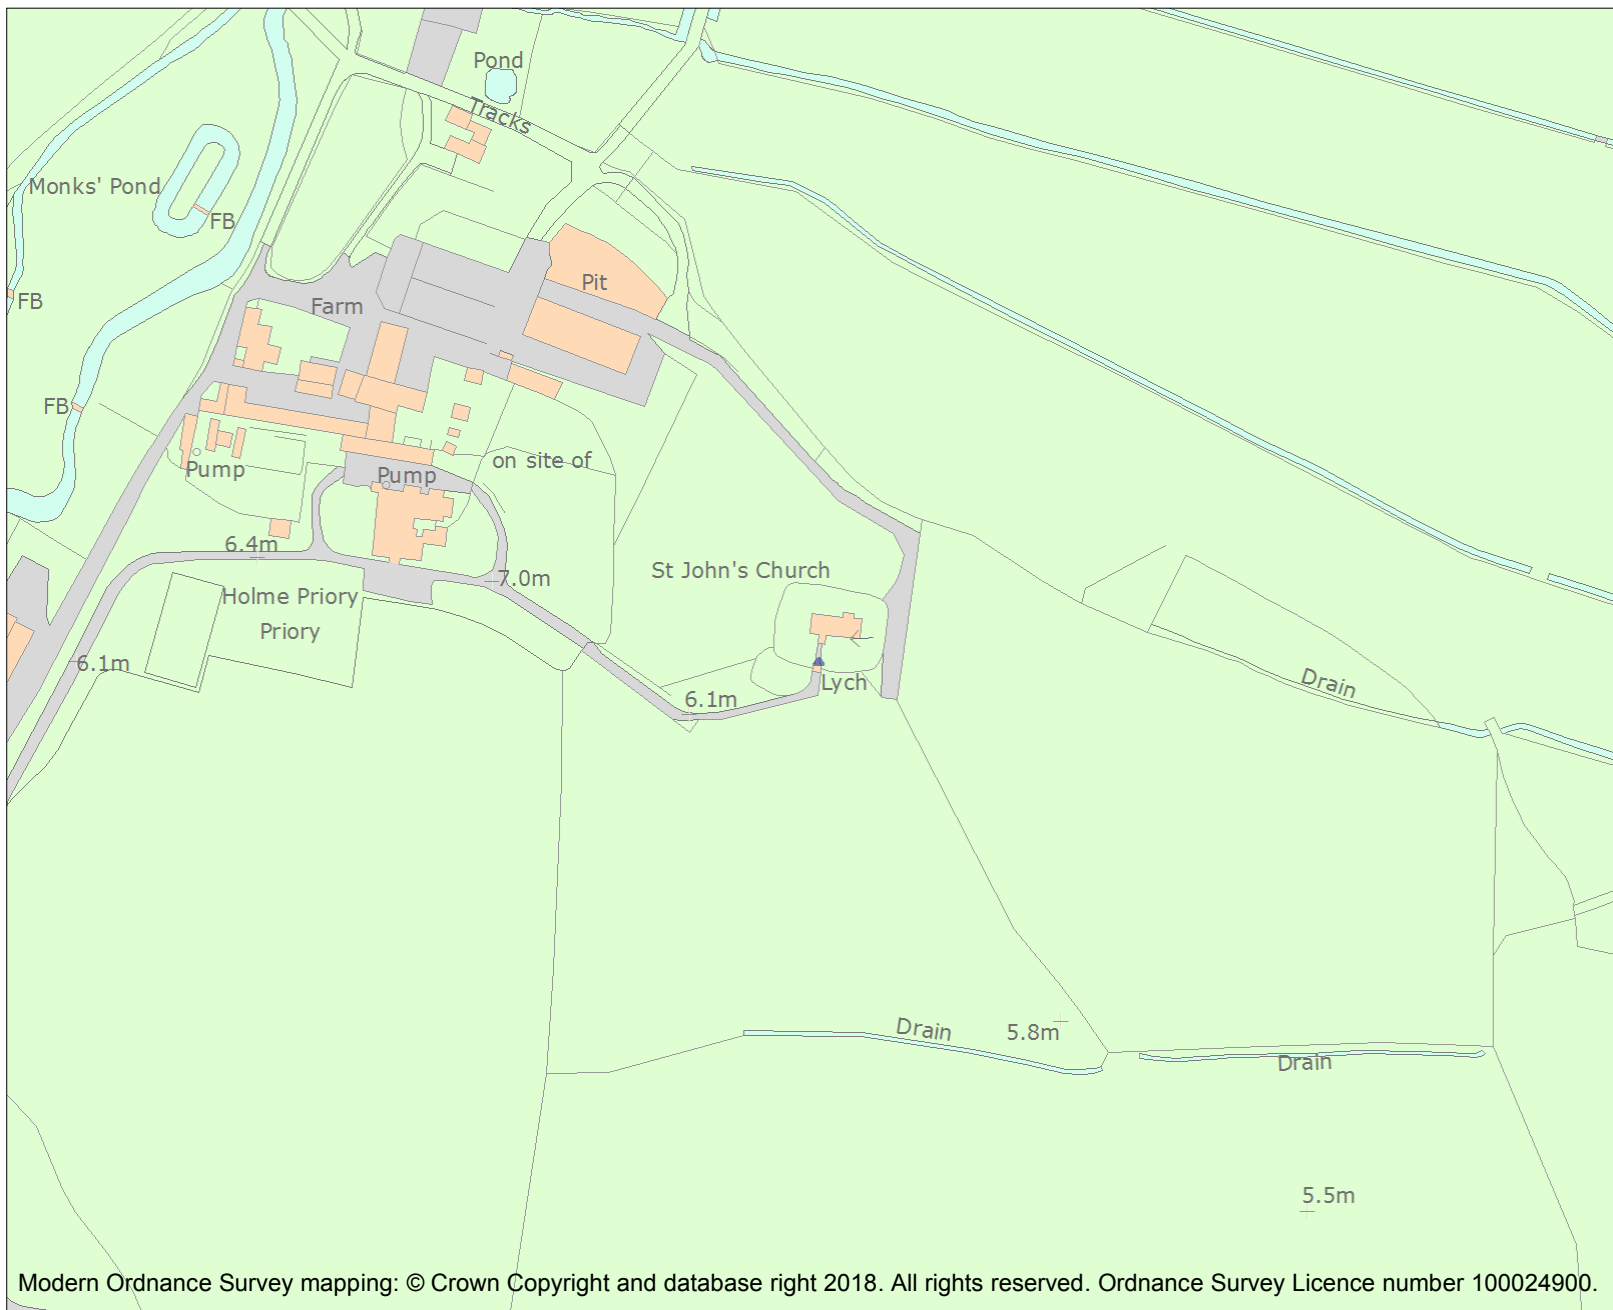 Pond
Tracks
Monks' Pond
FB
Pit
FB
Farm
FB
on site of
Pump
Pump
6.4m
St John's Church
7.0m
Holme Priory
Priory
6.1m
Lych
Drain
6.1m
Drain
5.8m
Drain
5.5m
Modern Ordnance Survey mapping: © Crown Copyright and database right 2018. All rights reserved. Ordnance Survey Licence number 100024900.